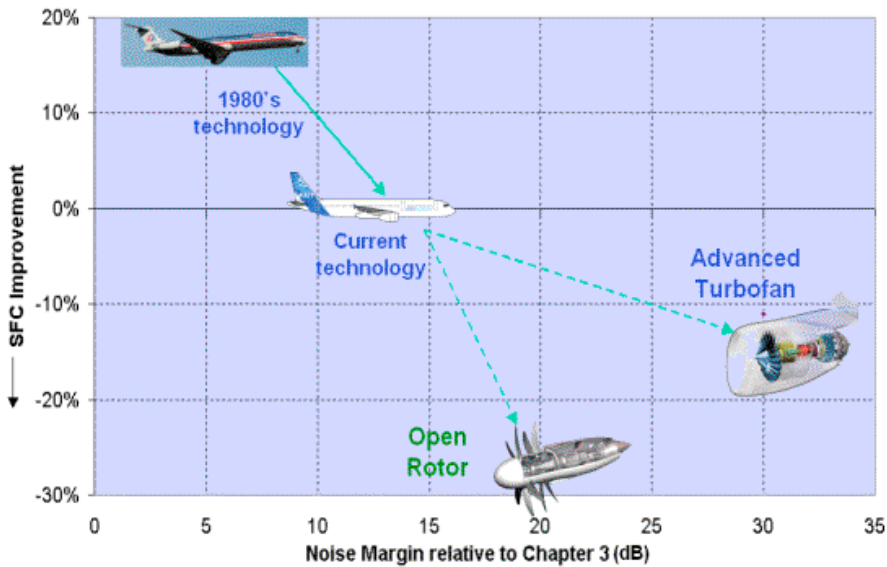 20%
10%
0%
-10%
-20%
-30%
SFC Improvement
1980's
technology
Current
technology
Advanced
Turbofan
Open
Rotor
0 5 10 15 20 25 30 35
Noise Margin relative to Chapter 3 (dB)